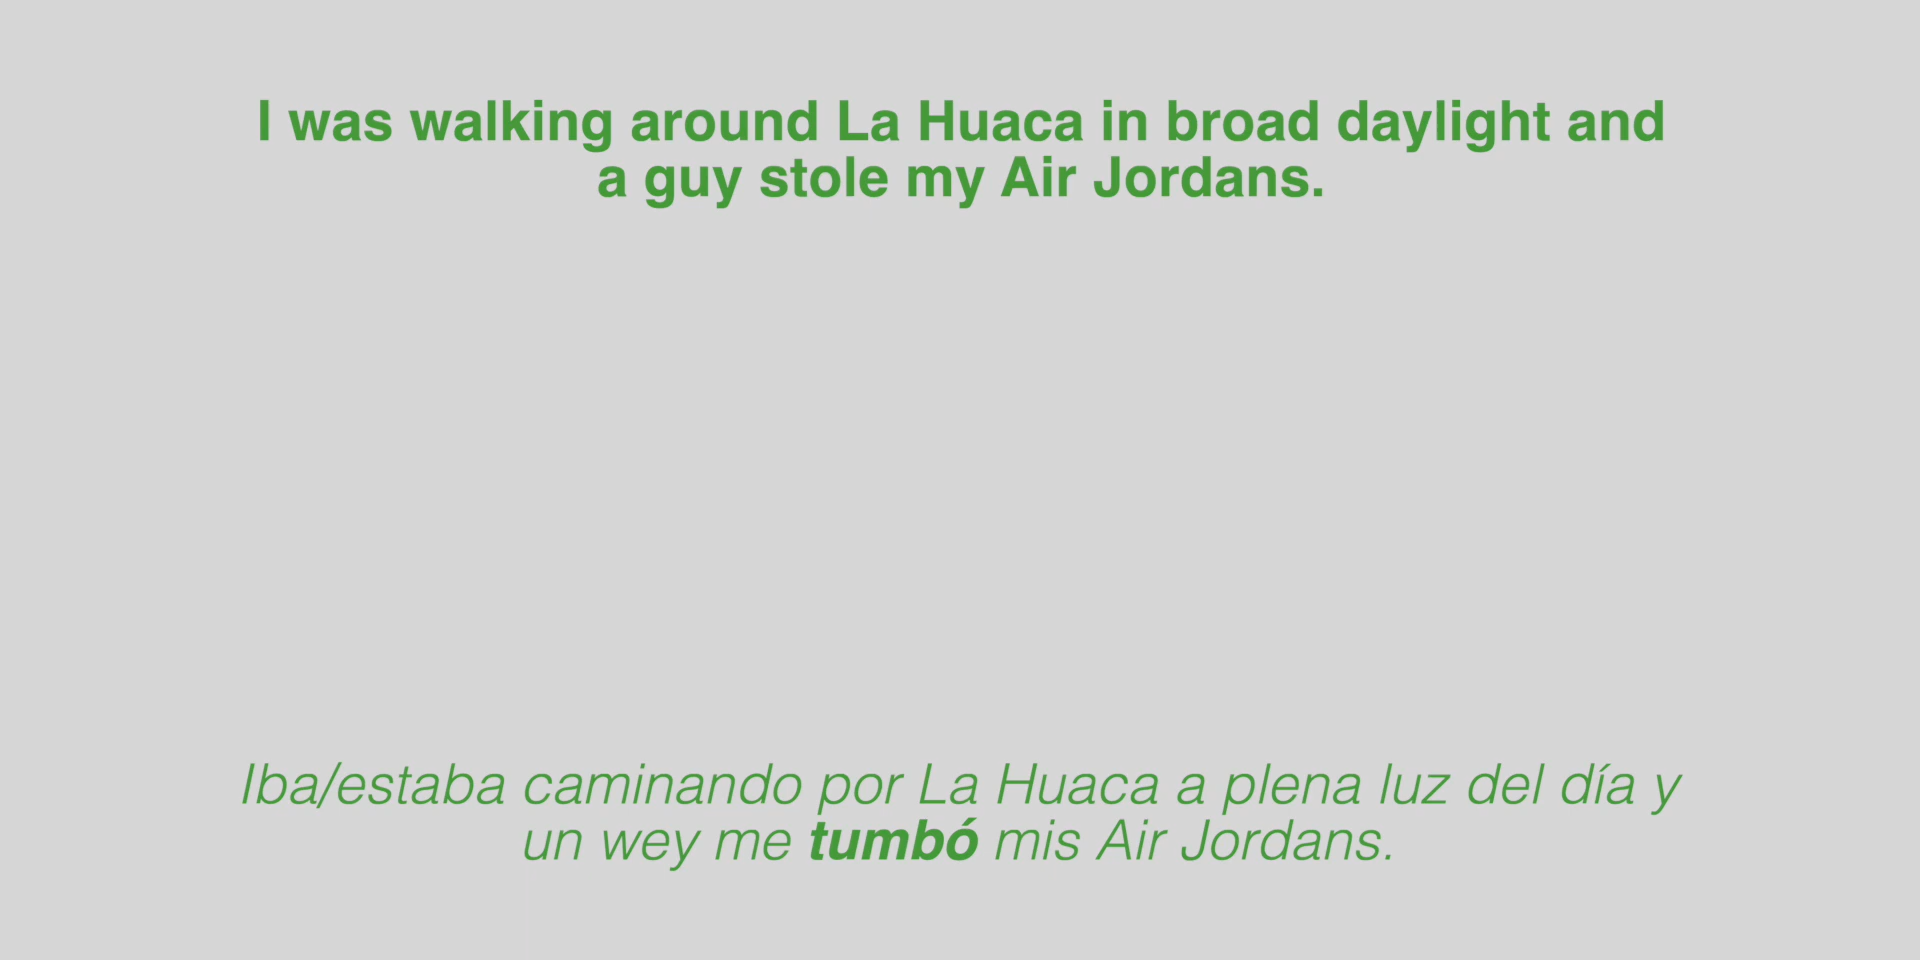 I was walking around La Huaca in broad daylight and
a guy stole my Air Jordans.
Iba/estaba caminando por La Huaca a plena luz del día y
un wey me tumbó mis Air Jordans.